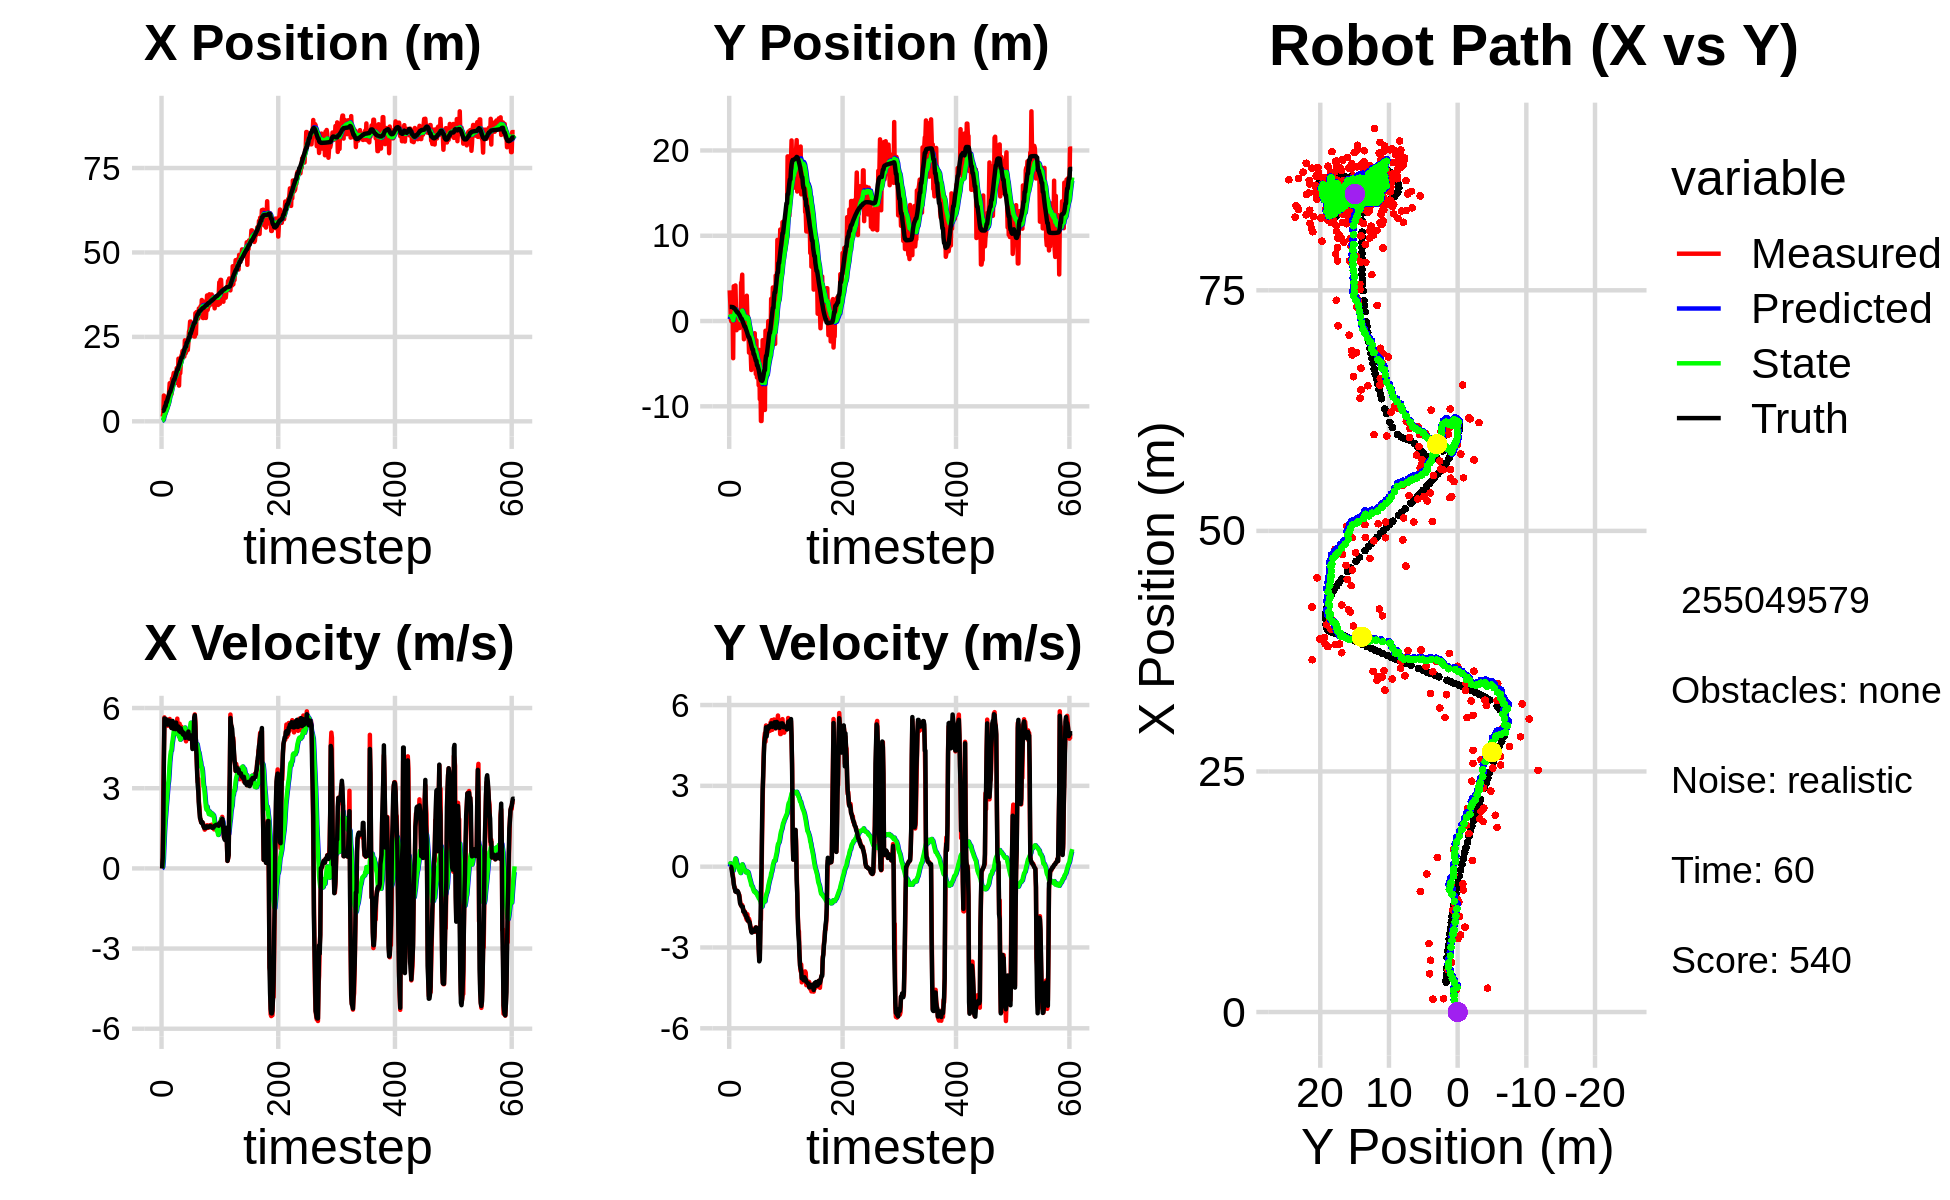 X Position (m)
75
50
25
0
0
200
400
600
timestep
Y Position (m)
20
10
0
-10
0
200
400
600
timestep
X Velocity (m/s)
6
3
0
-3
-6
0
200
400
600
timestep
Y Velocity (m/s)
6
3
0
-3
-6
0
200
400
600
timestep
Robot Path (X vs Y)
X Position (m)
75
50
25
0
20 10 0 -10 -20
Y Position (m)
variable
Measured
Predicted
State
Truth
255049579
Obstacles: none
Noise: realistic
Time: 60
Score: 540